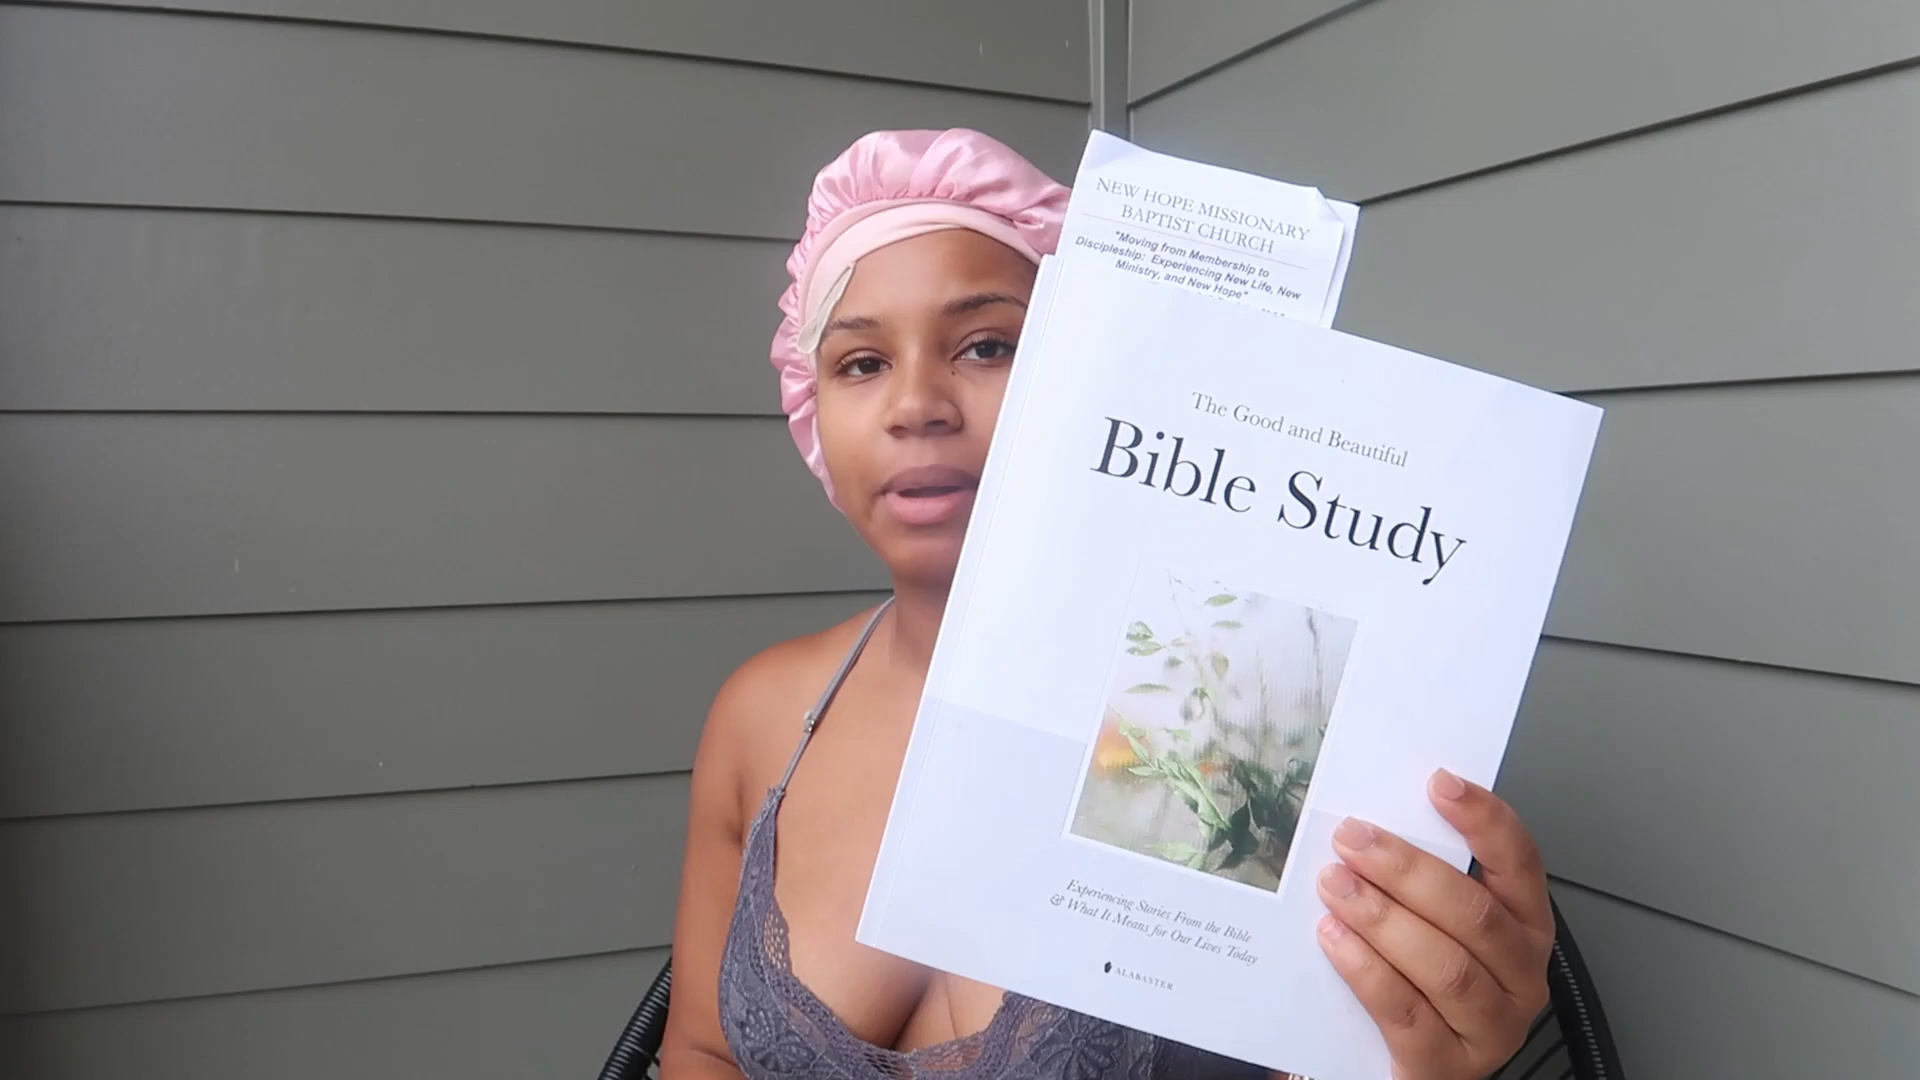 NEW HOPE MISSIONARY
BAPTIST CHURCH
"Moving from Membership to
Discipleship: Experiencing New Life, New
Ministry, and New Hope"
The Good and Beautiful
Bible Study
Experiencing Stories From the Bible
& What It Means for Our Lives Today
ALABASTER